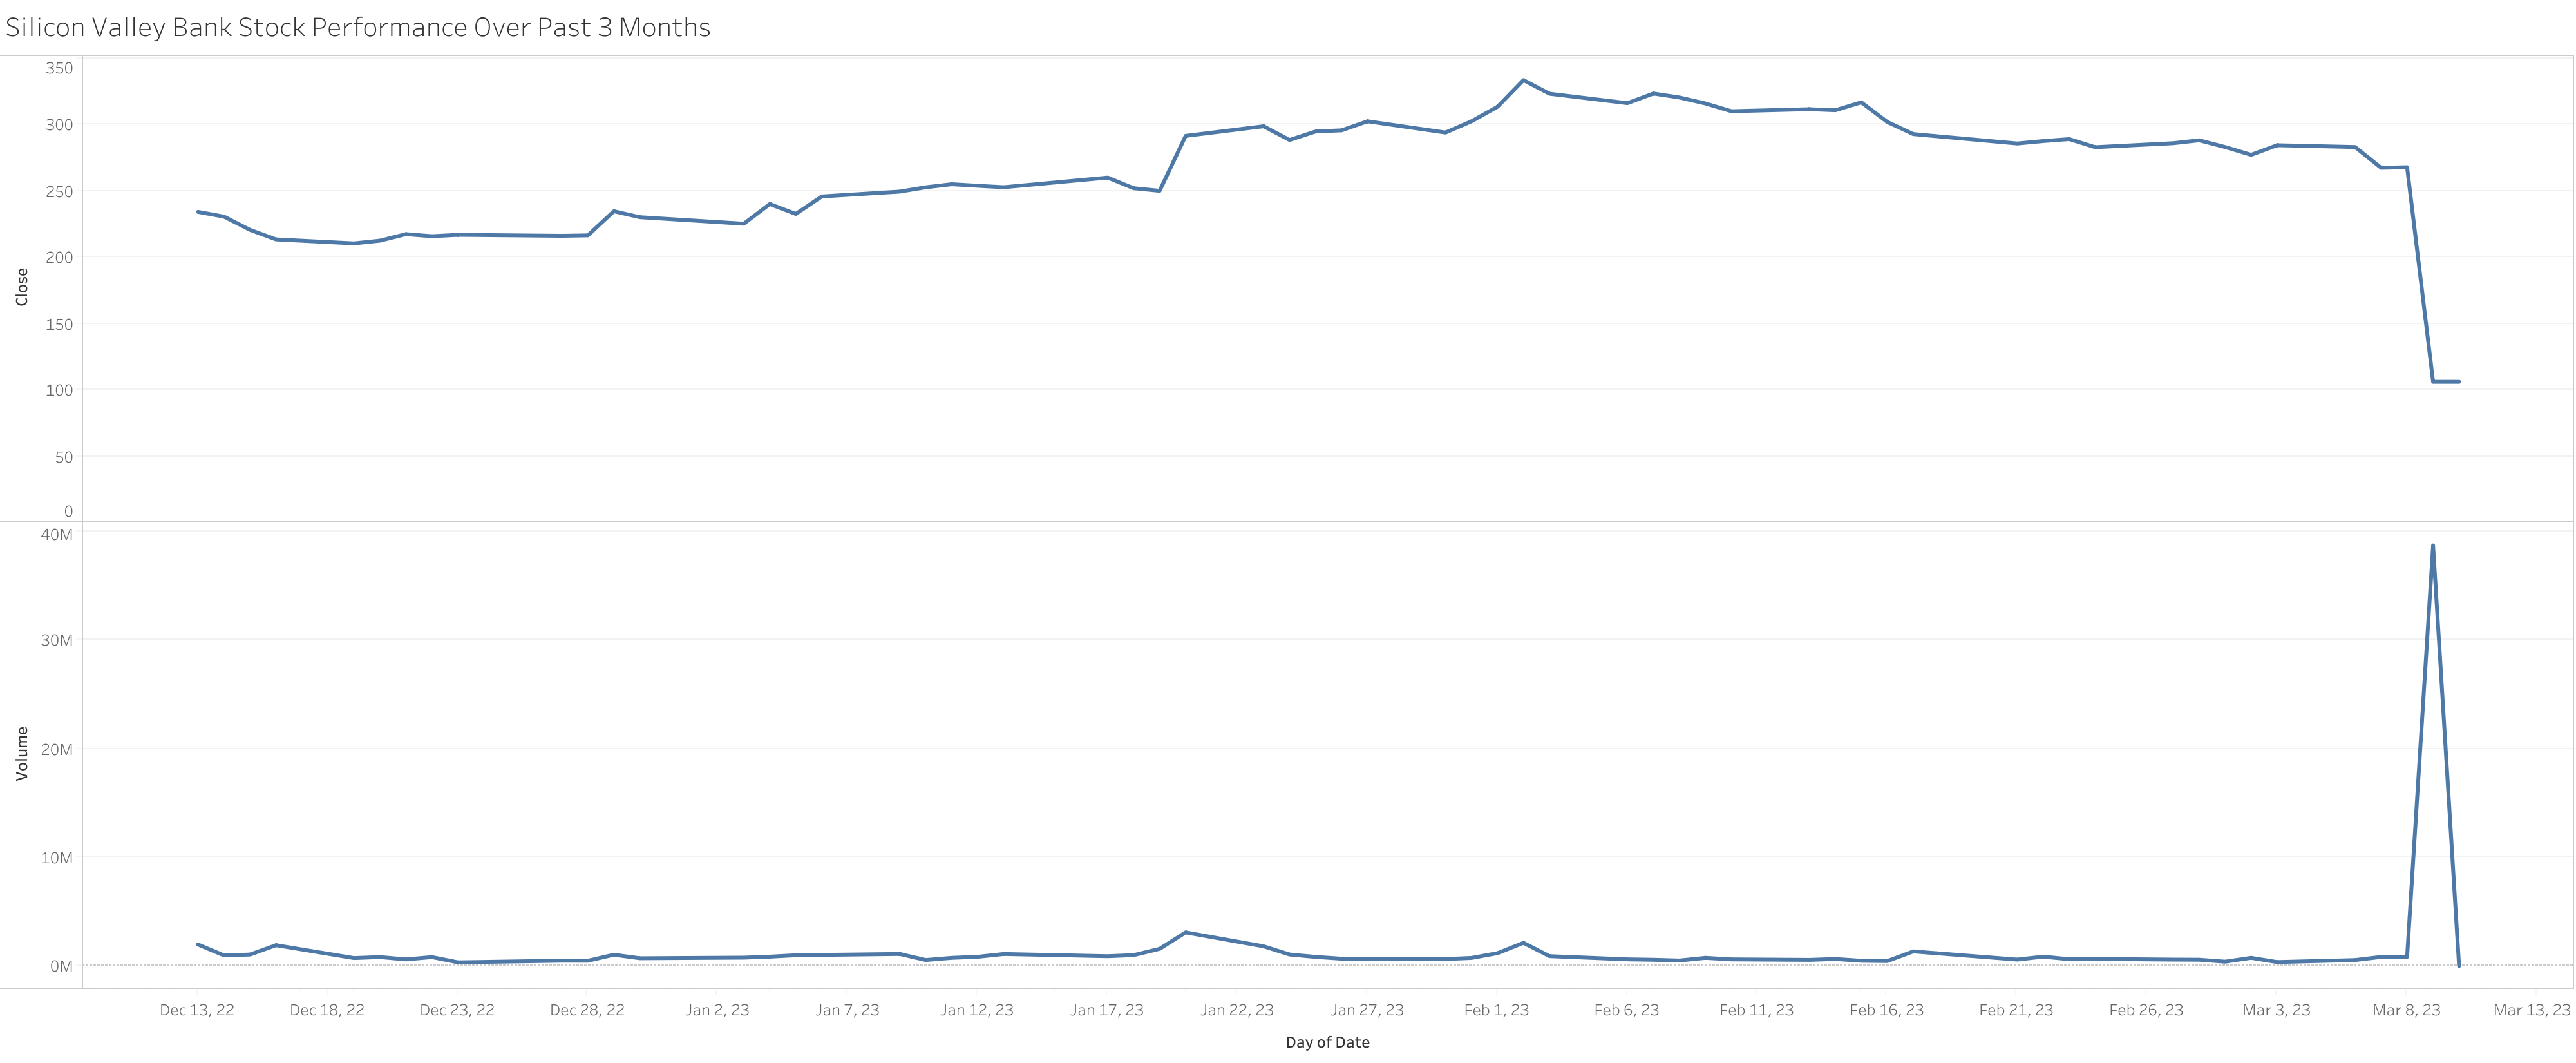 Silicon Valley Bank Stock Performance Over Past 3 Months
350
300
250
200
150
100
50
0
Close
40M
30M
20M
10M
0M
Volume
Dec 13, 22 Dec 18, 22 Dec 23, 22 Dec 28, 22 Jan 2, 23 Jan 7, 23 Jan 12, 23 Jan 17, 23 Jan 22, 23 Jan 27, 23 Feb 1, 23 Feb 6, 23 Feb 11, 23 Feb 16, 23 Feb 21, 23 Feb 26, 23 Mar 3, 23 Mar 8, 23 Mar 13, 23
Day of Date